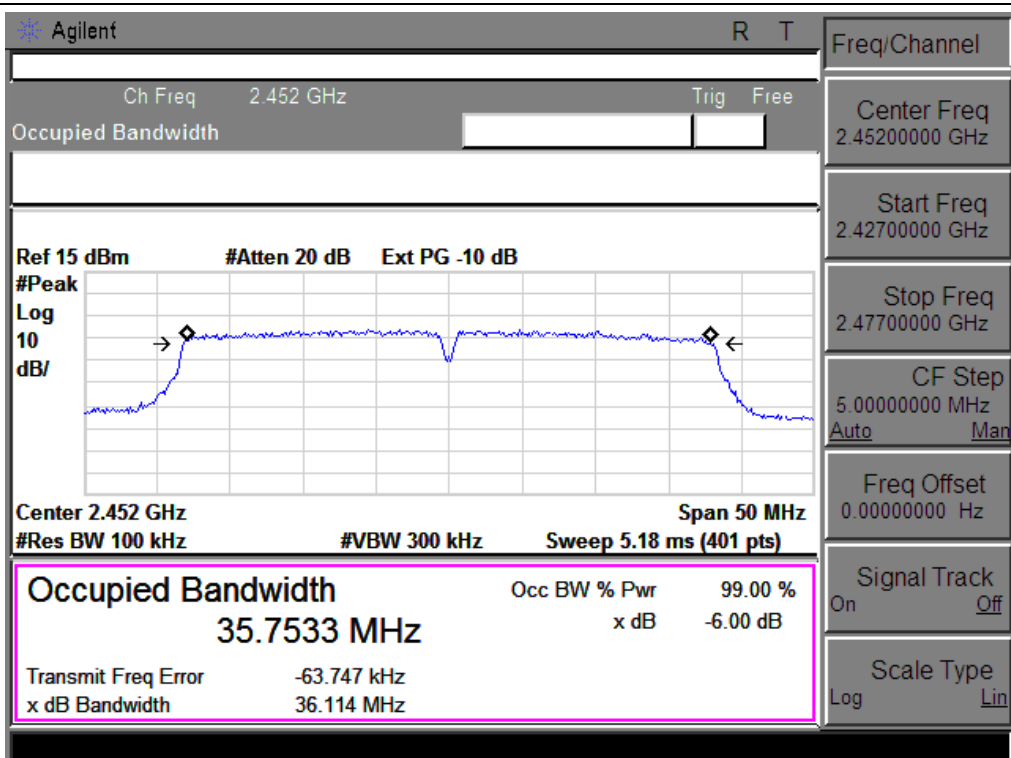 Agilent R T
Ch Freq 2.452 GHz Trig Free
Occupied Bandwidth
Ref 15 dBm #Atten 20 dB Ext PG -10 dB
#Peak
Log
10
dB/
Center 2.452 GHz Span 50 MHz
#Res BW 100 kHz #VBW 300 kHz Sweep 5.18 ms (401 pts)
Occupied Bandwidth Occ BW % Pwr 99.00 %
35.7533 MHz x dB -6.00 dB
Transmit Freq Error -63.747 kHz
x dB Bandwidth 36.114 MHz
Freq/Channel
Center Freq
2.45200000 GHz
Start Freq
2.42700000 GHz
Stop Freq
2.47700000 GHz
CF Step
5.00000000 MHz
Auto Man
Freq Offset
0.00000000 Hz
Signal Track
On Off
Scale Type
Log Lin